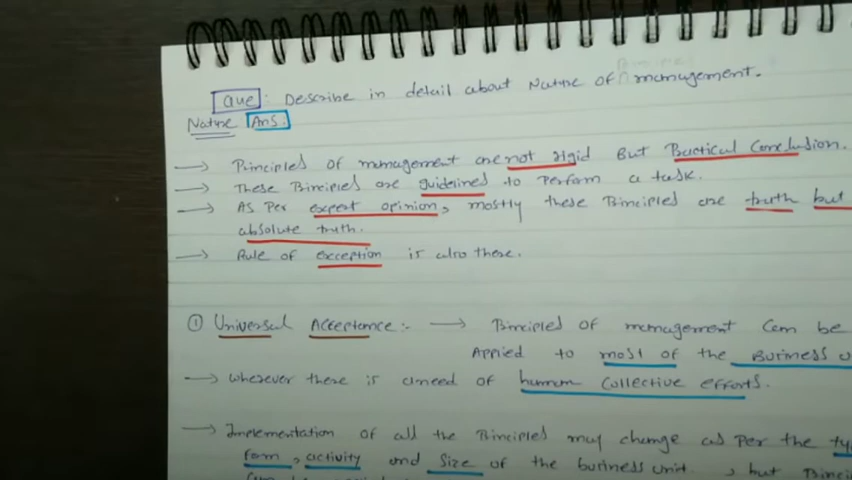 Que : Describe in detail about Nature of management.
Nature Ans.
→ Principles of management are not rigid But Practical Conclusion.
→ These Principles are guidelines to perform a task.
→ As Per expert opinion, mostly these Principles are truth but
absolute truth.
→ Rule of exception is also there.
① Universal Acceptance :- → Principles of management Can be
Applied to most of the Business
→ wherever there is a need of human collective efforts.
→ Implementation of all the Principles may change as per the
form, activity and size of the business unit, but